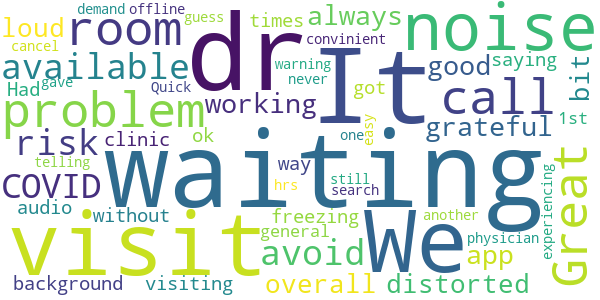 demand offline
guess times always
cancel
dr
It
noise
loud room
convinient
available
warning
never
got
good
saying
bit
Had gave Quick
problem
working
call
1st
risk clinic ok
way
easy
one
grateful
telling
waiting
hrs
search
still
Great
experiencing
COVID
audio without
visit
freezing
general
avoid
We
another
physician
app
background visiting
overall distorted